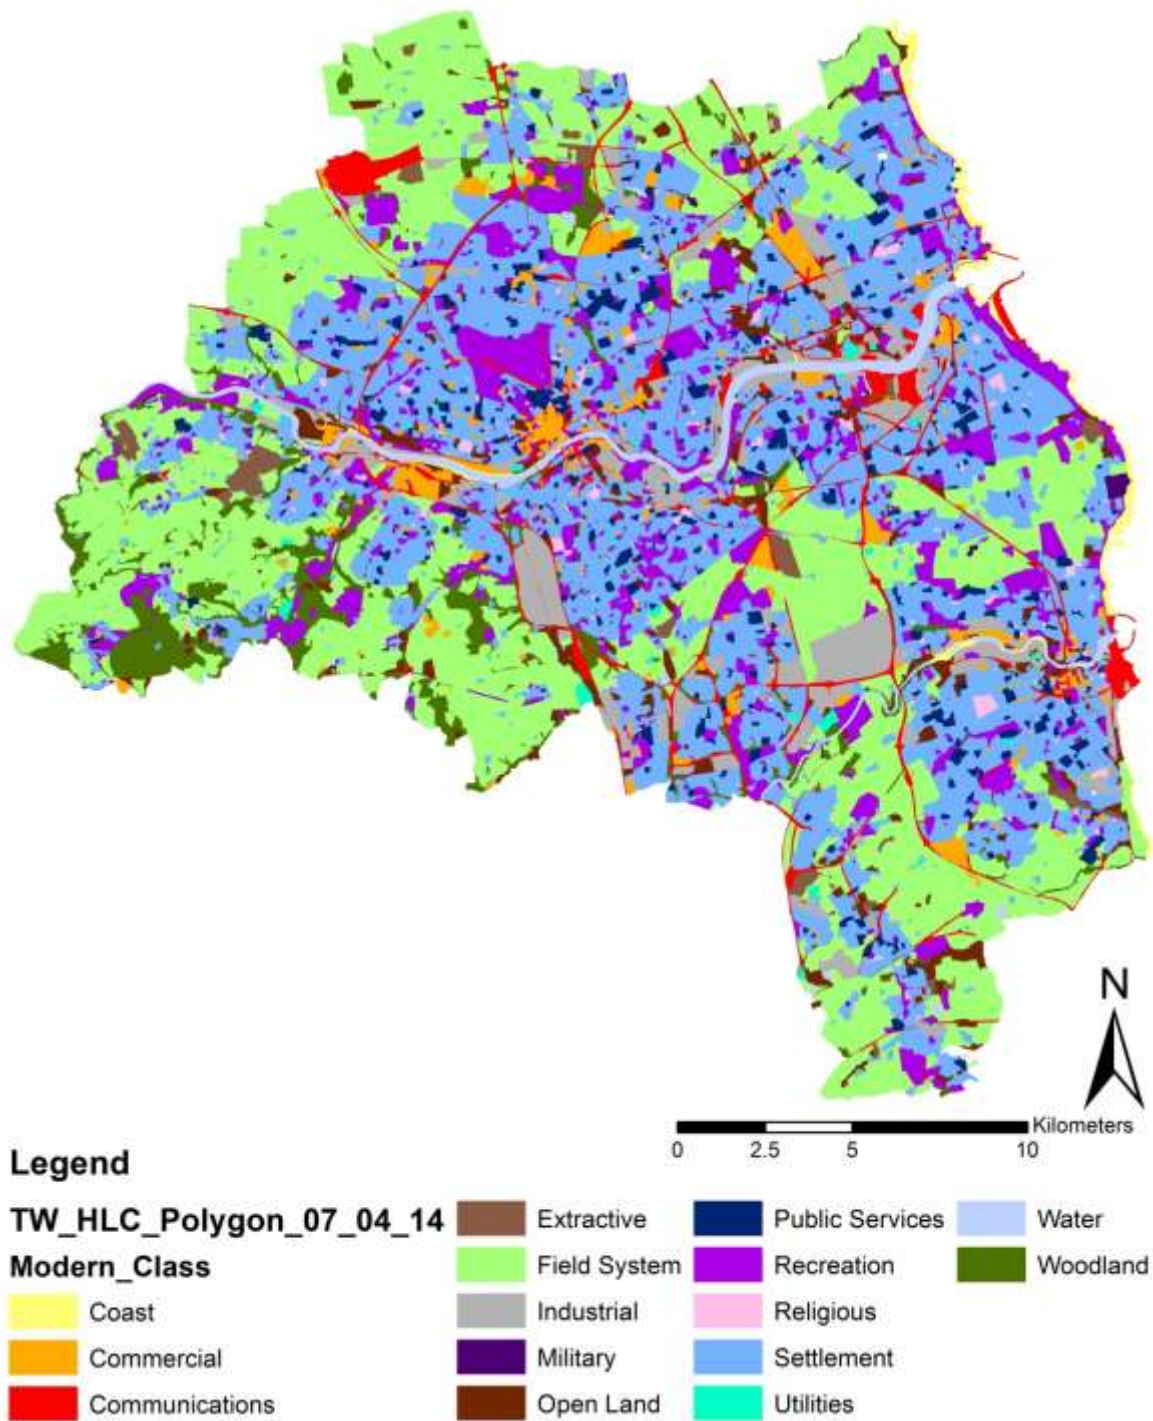 N
Kilometers
0 2.5 5 10
Legend
TW_HLC_Polygon_07_04_14
Modern_Class
Coast
Commercial
Communications
Extractive
Field System
Industrial
Military
Open Land
Public Services
Recreation
Religious
Settlement
Utilities
Water
Woodland